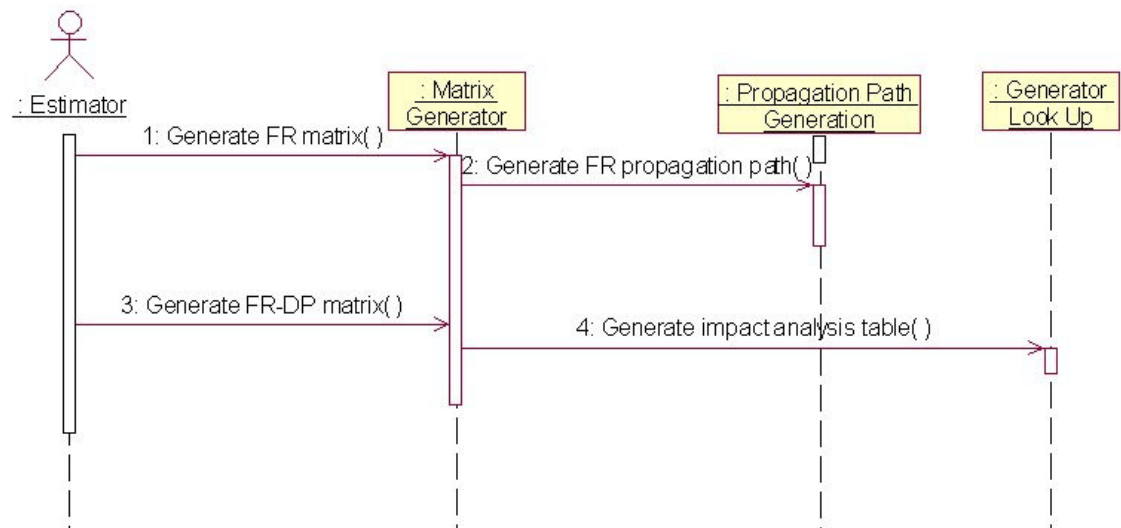 : Estimator
: Matrix
Generator
: Propagation Path
Generation
: Generator
Look Up
1: Generate FR matrix( )
2: Generate FR propagation path( )
3: Generate FR-DP matrix( )
4: Generate impact analysis table( )